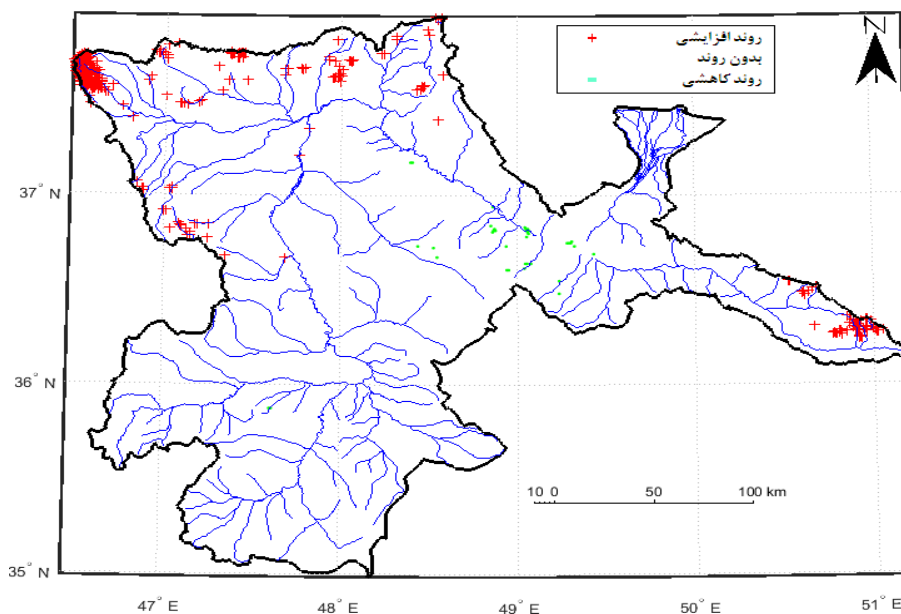 روند افزایشی
بدون روند
روند کاهشی
N
37° N
36° N
35° N
10 0 50 100 km
47° E
48° E
49° E
50° E
51° E